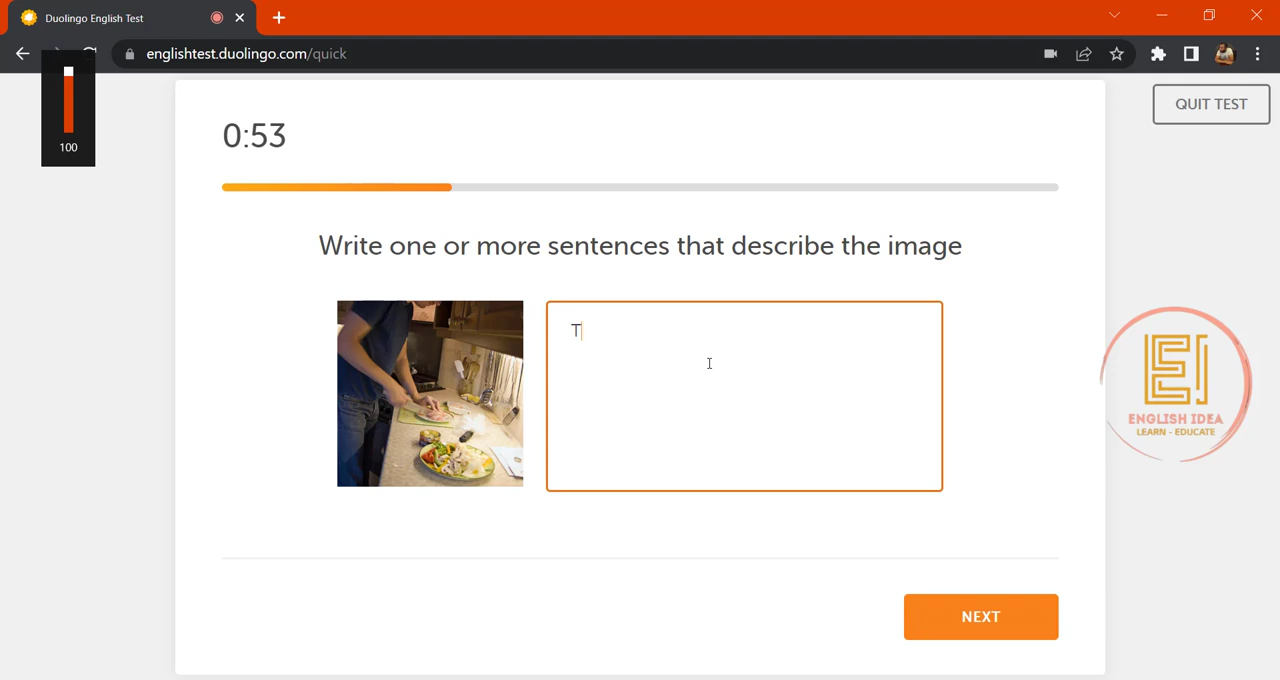 Duolingo English Test
englishtest.duolingo.com/quick
100
QUIT TEST
0:53
Write one or more sentences that describe the image
T
EI
ENGLISH IDEA
LEARN - EDUCATE
NEXT